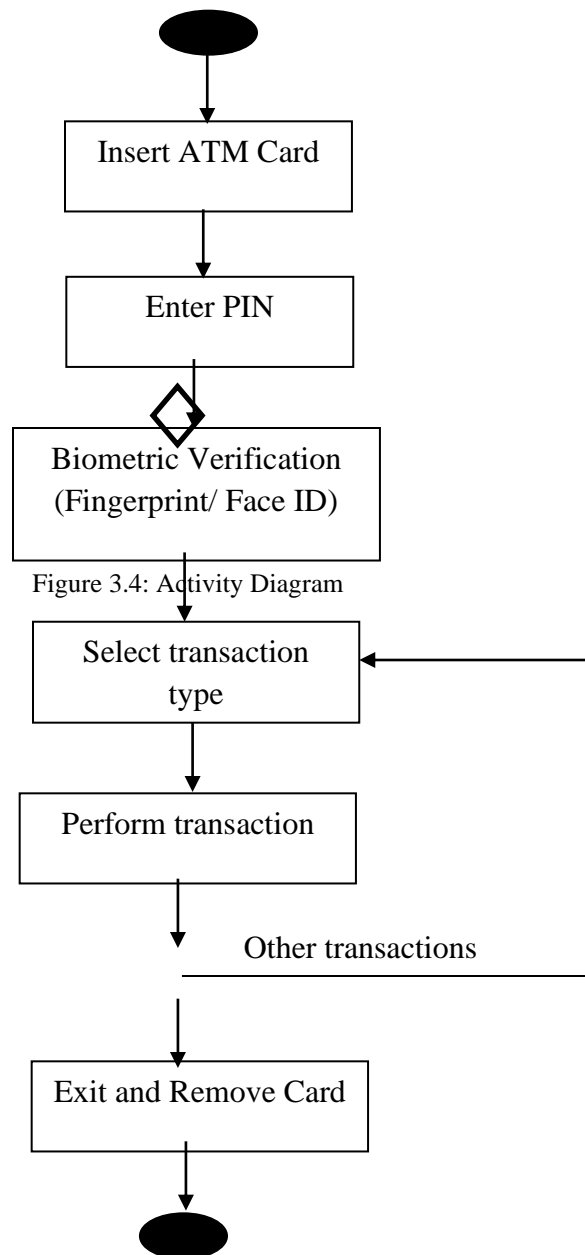 Insert ATM Card
Enter PIN
Biometric Verification
(Fingerprint/ Face ID)
Figure 3.4: Activity Diagram
Select transaction
type
Perform transaction
Other transactions
Exit and Remove Card